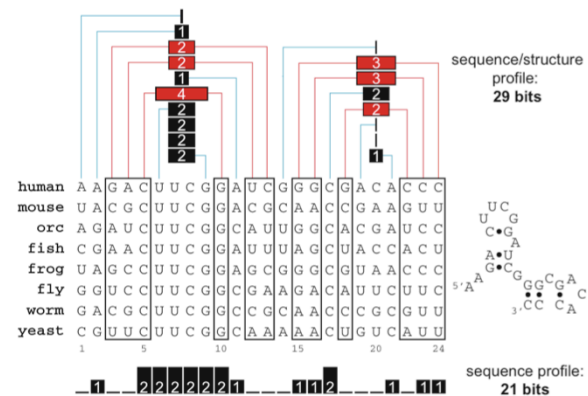 sequence/structure
profile:
29 bits
1
2
2
1
4
2
2
2
2
3
3
2
2
1
human A A G A C U U C G G A U C G G G C G A C A C C C
mouse U A C G C U U C G G A C G C A A C C G A A G U U
orc A G A U C U U C G G C A U U G G C A C G A U C C
fish C G A A C U U C G G A U U U A G C U A C C A C U
frog U A G C C U U C G G A G C G G G C G U A A C C C
fly G G U C C U U C G G C G A A G A C A U U C U U C
worm G A C G C U U C G G C C G C A A C C G U A G U U
yeast C G U U C U U C G G C A A A A A C U G U C A U U
1 5 10 15 20 24
5' A A G A C U U C G G A U C G G G C G A C A C C C 3'
_ 1 _ _ 2 2 2 2 2 2 1 _ _ _ 1 1 2 _ _ _ 1 _ 1 1
sequence profile:
21 bits